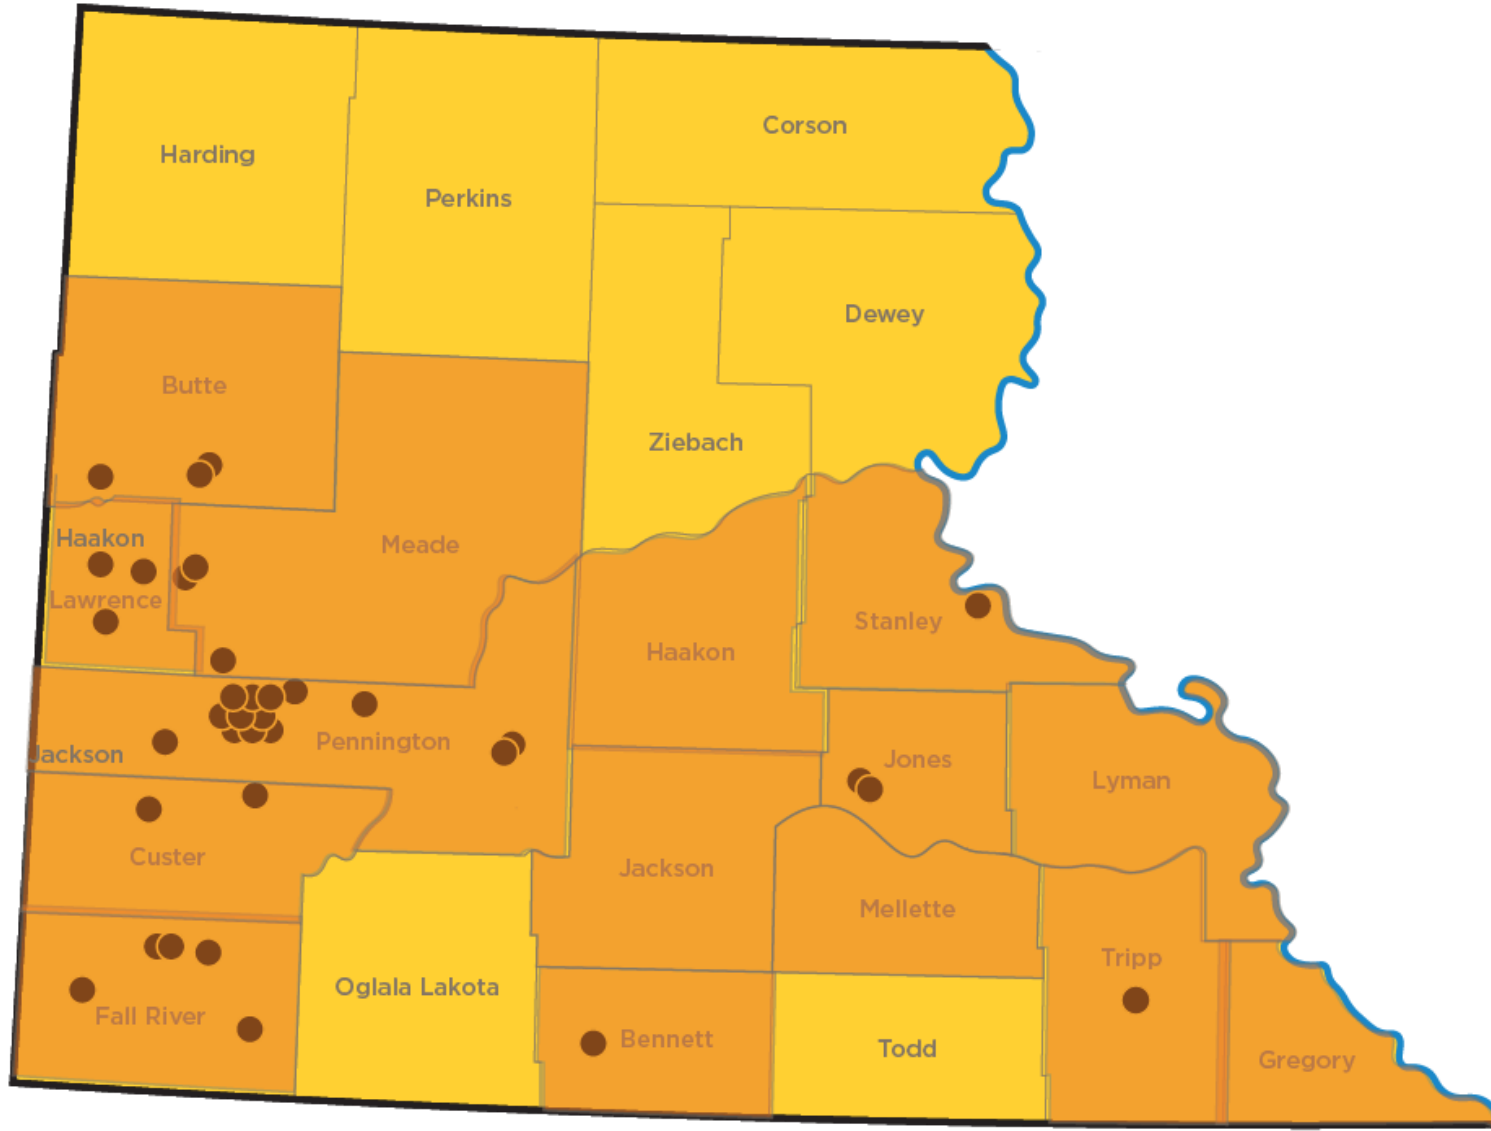 Corson
Harding
Perkins
Dewey
Butte
Ziebach
Haakon
Meade
Lawrence
Stanley
Haakon
Pennington
Jackson
Jones
Lyman
Custer
Jackson
Mellette
Tripp
Oglala Lakota
Fall River
Bennett
Todd
Gregory